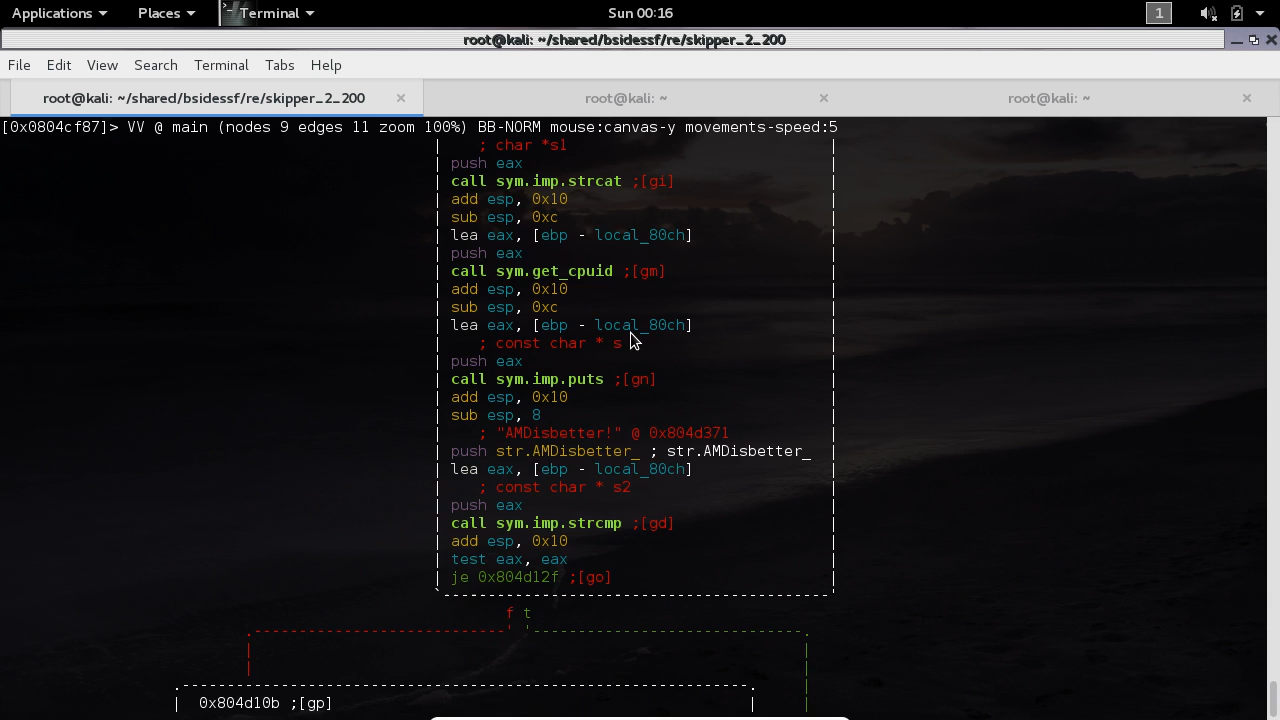 Applications Places Terminal Sun 00:16 1
root@kali: ~/shared/bsidessf/re/skipper_2_200
File Edit View Search Terminal Tabs Help
root@kali: ~/shared/bsidessf/re/skipper_2_200 × root@kali: ~ × root@kali: ~ ×
[0x0804cf87]> VV @ main (nodes 9 edges 11 zoom 100%) BB-NORM mouse:canvas-y movements-speed:5
; char *s1
push eax
call sym.imp.strcat ;[gi]
add esp, 0x10
sub esp, 0xc
lea eax, [ebp - local_80ch]
push eax
call sym.get_cpuid ;[gm]
add esp, 0x10
sub esp, 0xc
lea eax, [ebp - local_80ch]
; const char * s
push eax
call sym.imp.puts ;[gn]
add esp, 0x10
sub esp, 8
; "AMDisbetter!" @ 0x804d371
push str.AMDisbetter_ ; str.AMDisbetter_
lea eax, [ebp - local_80ch]
; const char * s2
push eax
call sym.imp.strcmp ;[gd]
add esp, 0x10
test eax, eax
je 0x804d12f ;[go]
f t
0x804d10b ;[gp]